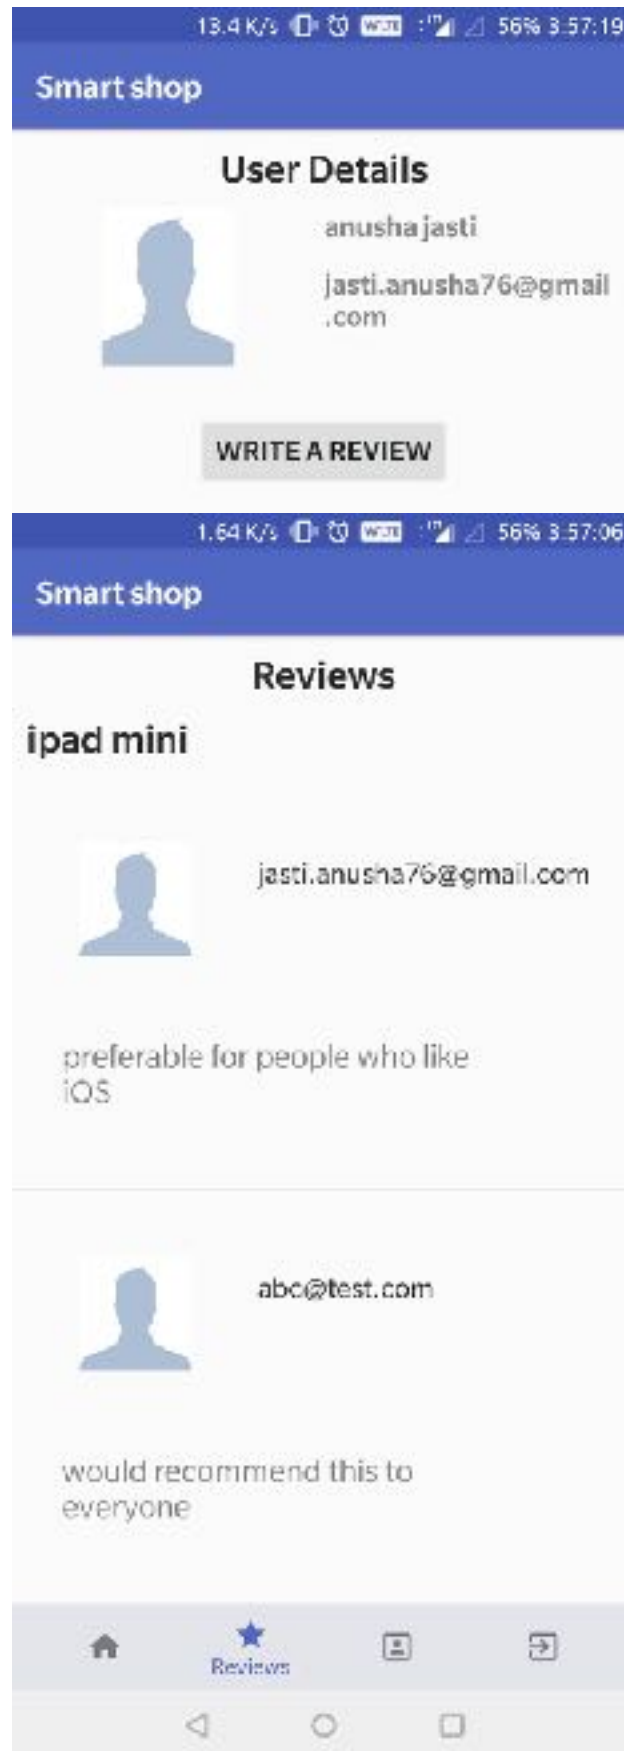 13.4 K/s 56% 3:57:19
Smart shop
User Details
anusha jasti
jasti.anusha76@gmail
.com
WRITE A REVIEW
1.64 K/s 56% 3:57:06
Smart shop
Reviews
ipad mini
jasti.anusha76@gmail.com
preferable for people who like
iOS
abc@test.com
would recommend this to
everyone
Reviews